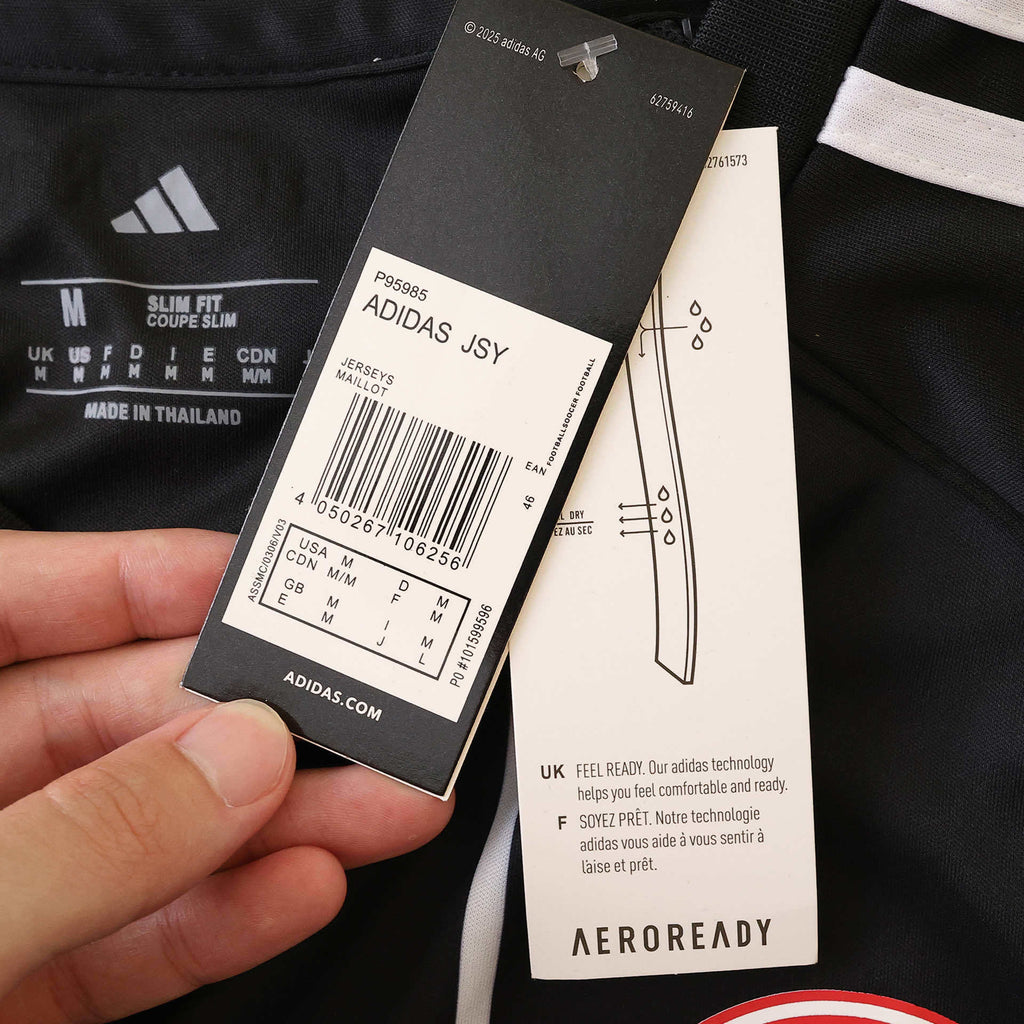 M
SLIM FIT
COUPE SLIM
UK US F D I E CDN J
M M M M M M M/M
MADE IN THAILAND
© 2025 adidas AG
62759416
P95985
ADIDAS JSY
JERSEYS
MAILLOT
FOOTBALLSOCCER FOOTBALL
EAN
46
4 050267 106256
ASSMC/0306/V03
USA M D M
CDN M/M F M
GB M I M
E M J L
PO #101599596
ADIDAS.COM
2761573
DRY
EZ AU SEC
UK FEEL READY. Our adidas technology
helps you feel comfortable and ready.
F SOYEZ PRÊT. Notre technologie
adidas vous aide à vous sentir à
l'aise et prêt.
AEROREADY